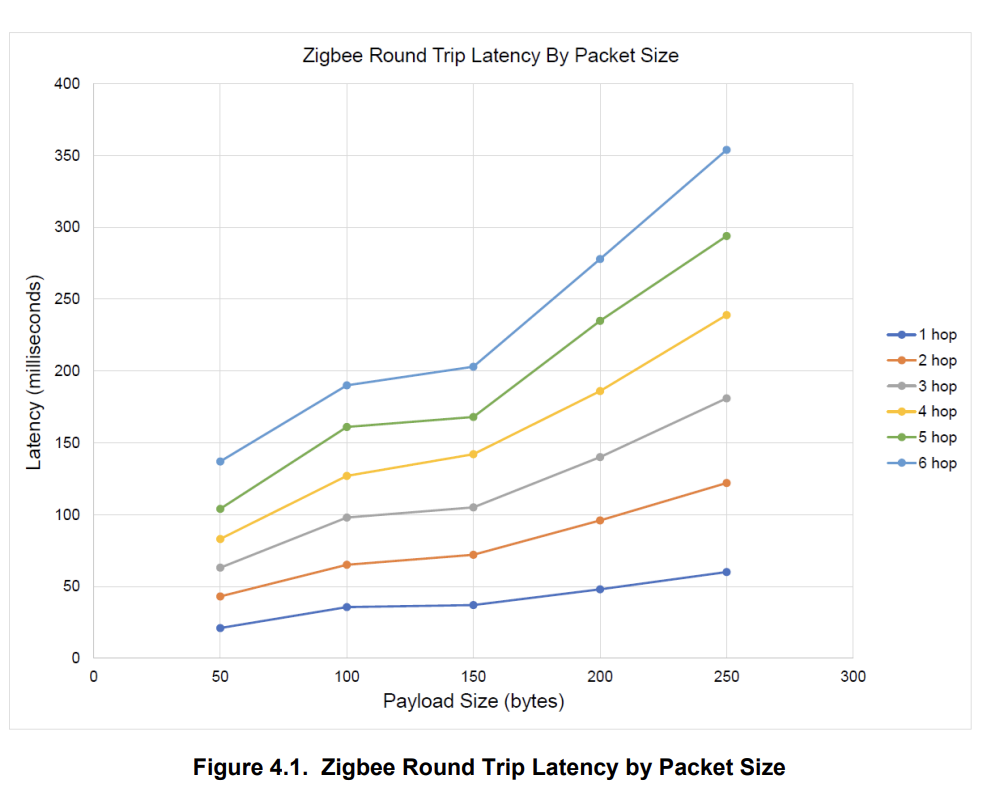 Zigbee Round Trip Latency By Packet Size
400
350
300
250
200
150
100
50
0
Latency (milliseconds)
0 50 100 150 200 250 300
Payload Size (bytes)
1 hop
2 hop
3 hop
4 hop
5 hop
6 hop
Figure 4.1. Zigbee Round Trip Latency by Packet Size